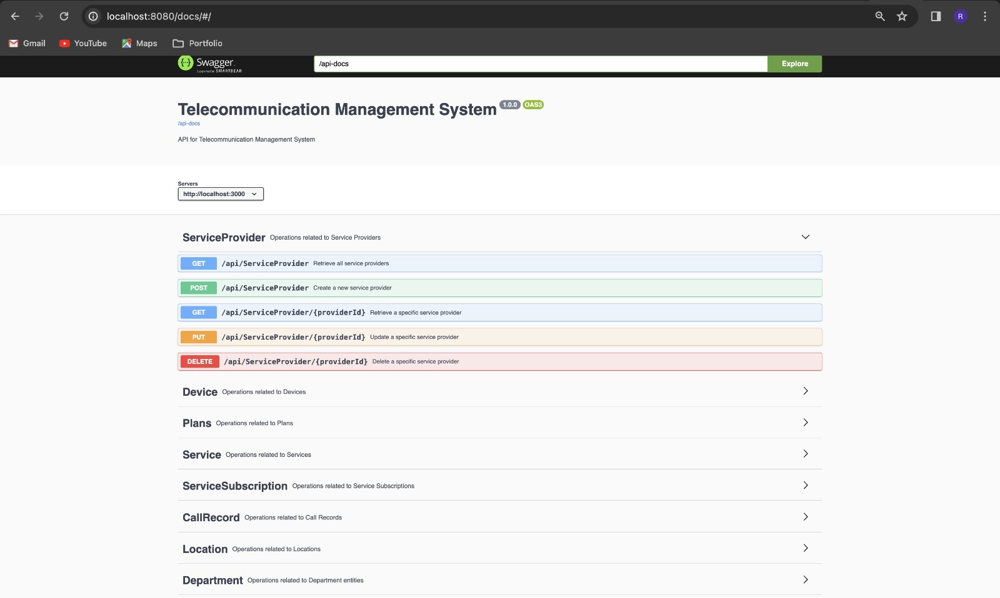 localhost:8080/docs/#/
R
Gmail YouTube Maps Portfolio
{···} Swagger.
Supported by SMARTBEAR
/api-docs Explore
Telecommunication Management System 1.0.0 OAS3
/api-docs
API for Telecommunication Management System
Servers
http://localhost:3000
ServiceProvider Operations related to Service Providers
GET /api/ServiceProvider Retrieve all service providers
POST /api/ServiceProvider Create a new service provider
GET /api/ServiceProvider/{providerId} Retrieve a specific service provider
PUT /api/ServiceProvider/{providerId} Update a specific service provider
DELETE /api/ServiceProvider/{providerId} Delete a specific service provider
Device Operations related to Devices
Plans Operations related to Plans
Service Operations related to Services
ServiceSubscription Operations related to Service Subscriptions
CallRecord Operations related to Call Records
Location Operations related to Locations
Department Operations related to Department entities